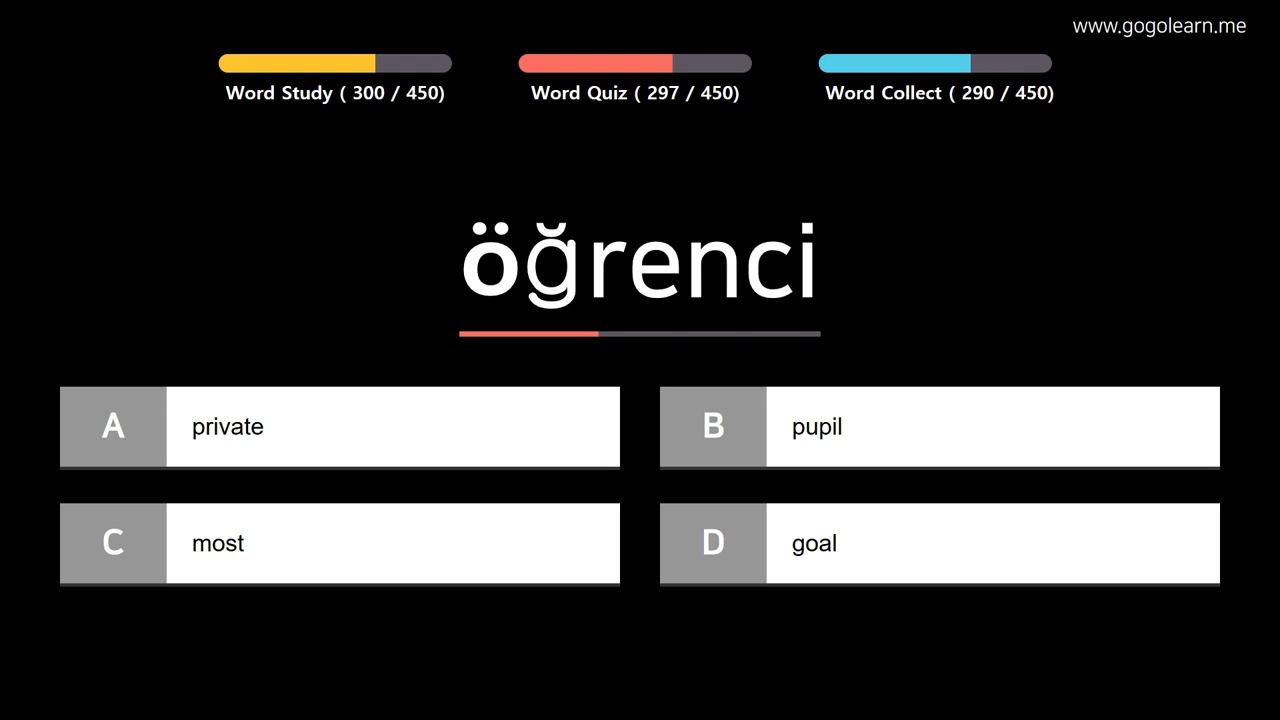 www.gogolearn.me
Word Study ( 300 / 450)
Word Quiz ( 297 / 450)
Word Collect ( 290 / 450)
öğrenci
A private
B pupil
C most
D goal